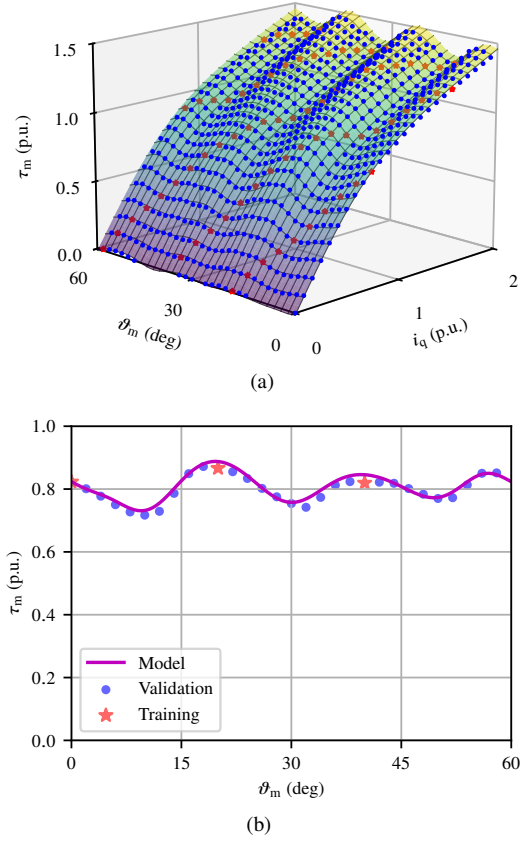 1.5
1.0
0.5
0.0
τm (p.u.)
60
30
0
ϑm (deg)
0
1
2
iq (p.u.)
(a)
1.0
0.8
0.6
0.4
0.2
0.0
τm (p.u.)
Model
Validation
Training
0 15 30 45 60
ϑm (deg)
(b)